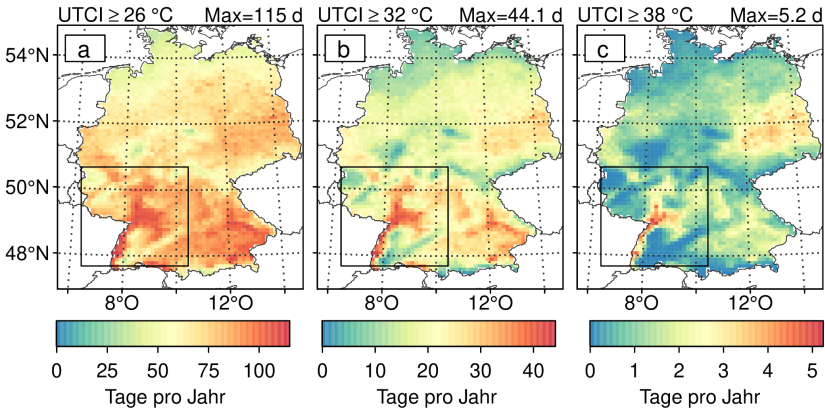 UTCI ≥ 26 °C Max=115 d
UTCI ≥ 32 °C Max=44.1 d
UTCI ≥ 38 °C Max=5.2 d
a
b
c
54°N
52°N
50°N
48°N
8°O 12°O
8°O 12°O
8°O 12°O
0 25 50 75 100
0 10 20 30 40
0 1 2 3 4 5
Tage pro Jahr
Tage pro Jahr
Tage pro Jahr